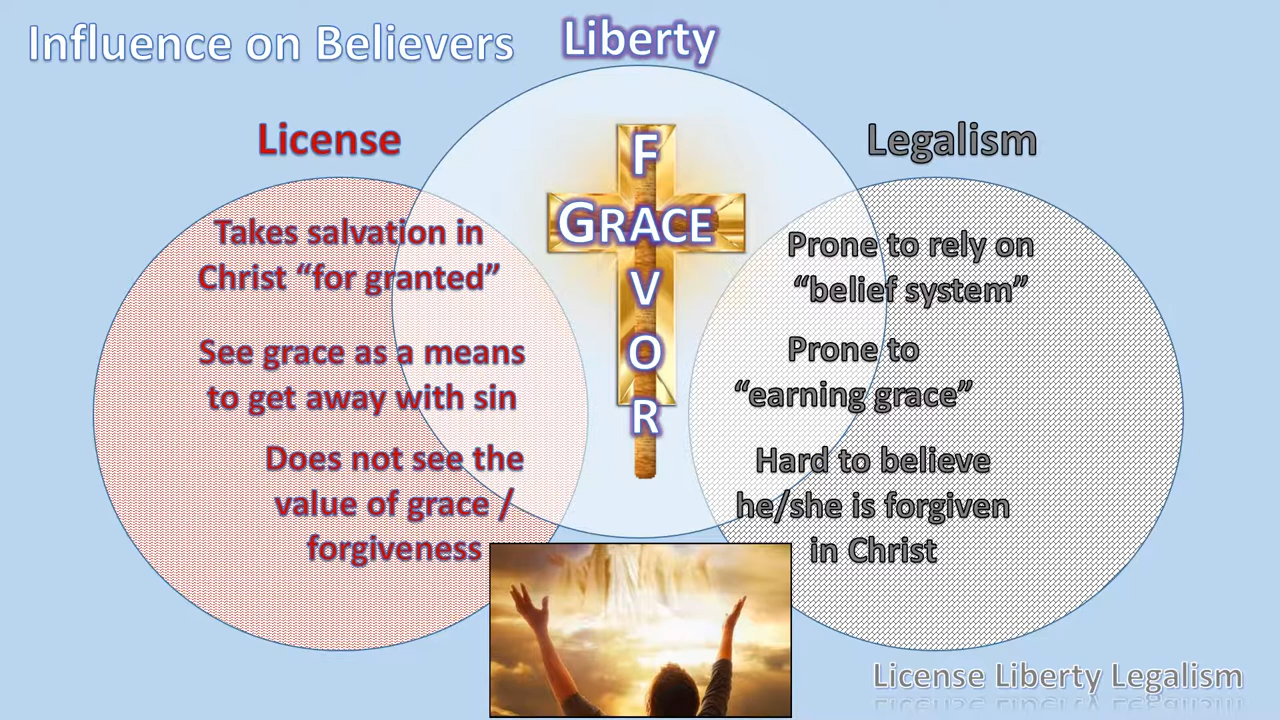 Influence on Believers
Liberty
License
Legalism
FAVOR
GRACE
Takes salvation in
Christ “for granted”
See grace as a means
to get away with sin
Does not see the
value of grace /
forgiveness
Prone to rely on
“belief system”
Prone to
“earning grace”
Hard to believe
he/she is forgiven
in Christ
License Liberty Legalism